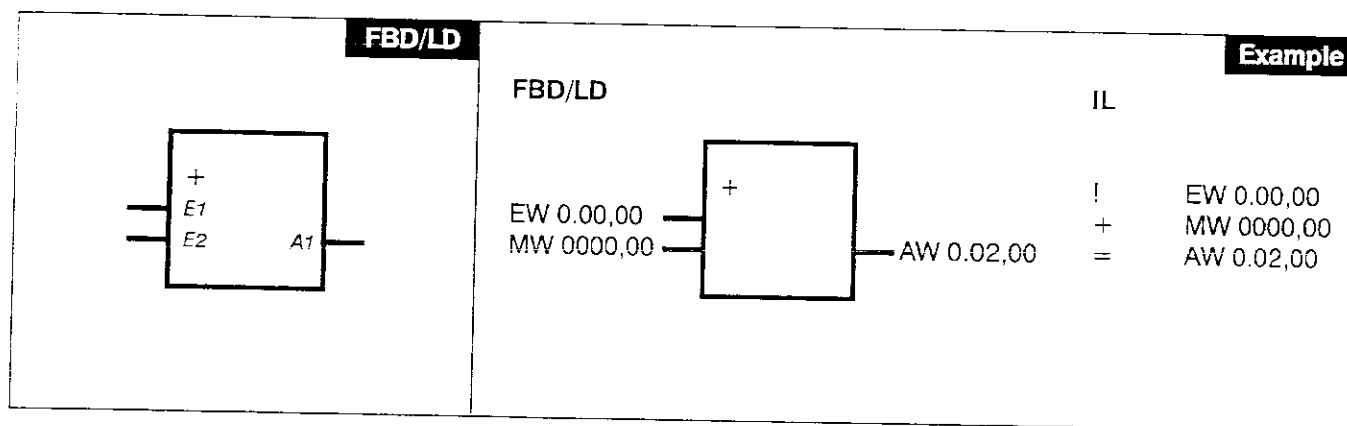 FBD/LD
+
E1
E2
A1
Example
FBD/LD
IL
+
EW 0.00,00
MW 0000,00
AW 0.02,00
! EW 0.00,00
+ MW 0000,00
= AW 0.02,00